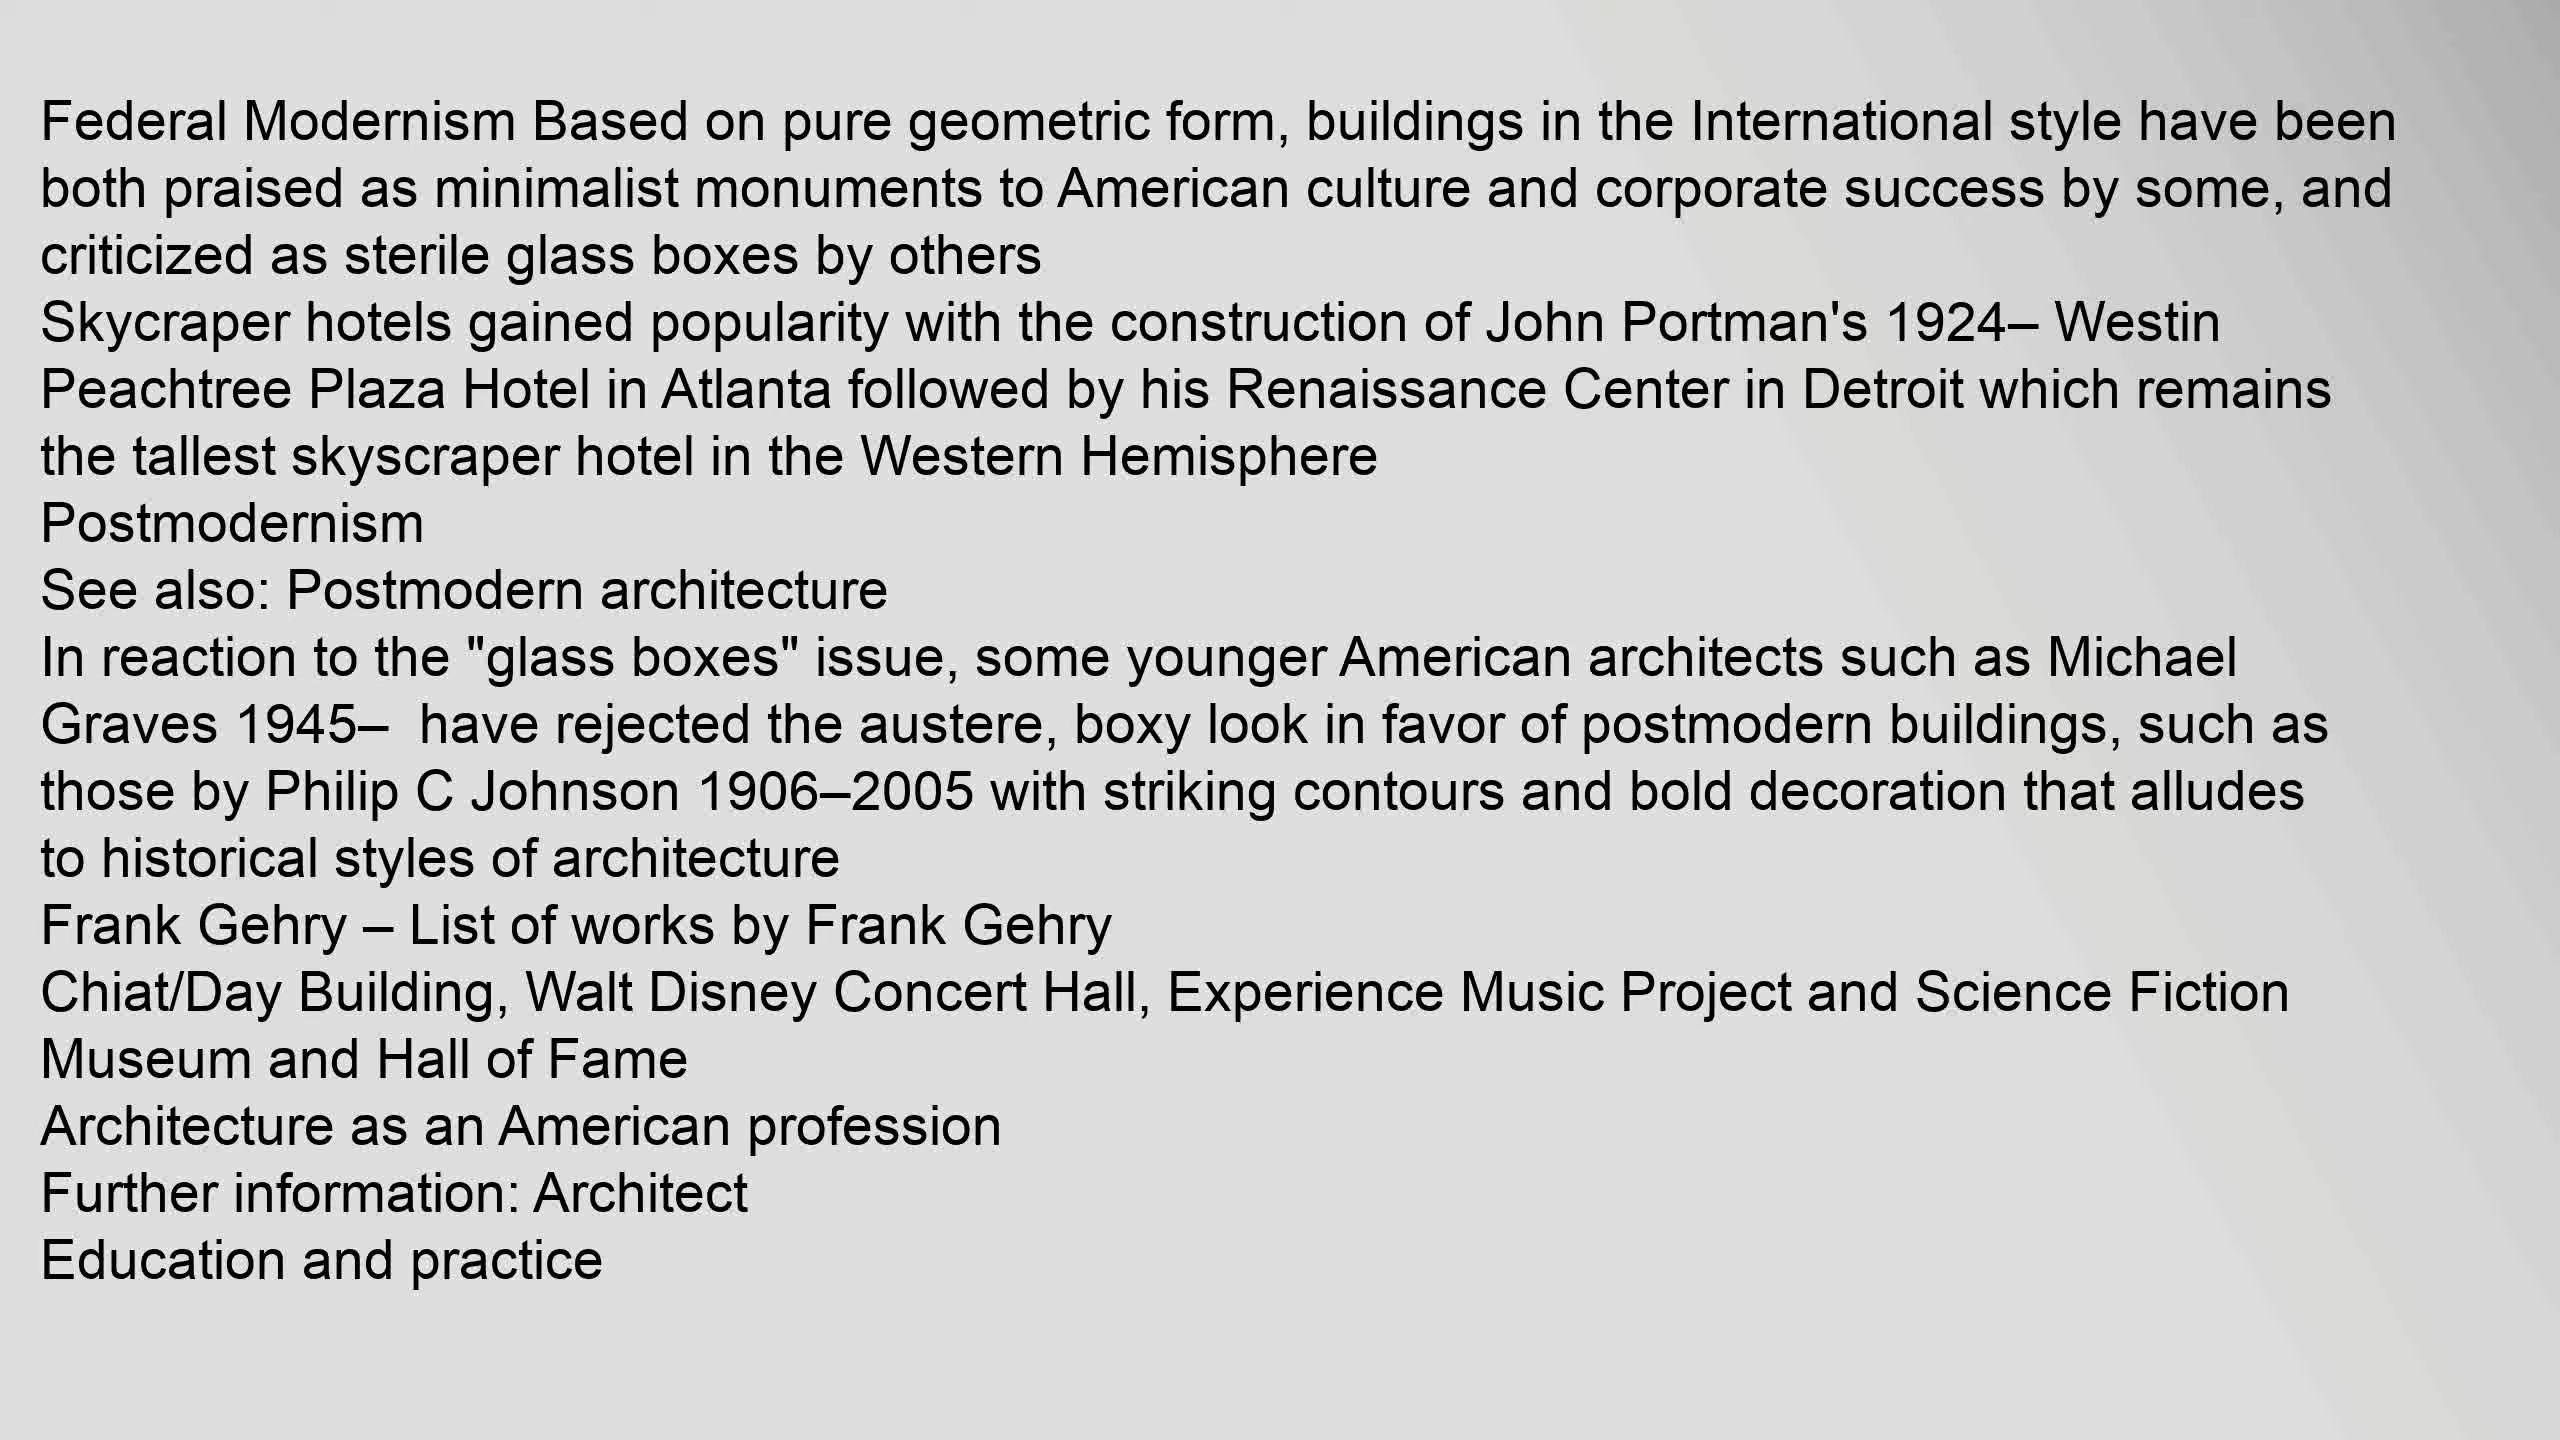 Federal Modernism Based on pure geometric form, buildings in the International style have been
both praised as minimalist monuments to American culture and corporate success by some, and
criticized as sterile glass boxes by others
Skycraper hotels gained popularity with the construction of John Portman's 1924– Westin
Peachtree Plaza Hotel in Atlanta followed by his Renaissance Center in Detroit which remains
the tallest skyscraper hotel in the Western Hemisphere
Postmodernism
See also: Postmodern architecture
In reaction to the "glass boxes" issue, some younger American architects such as Michael
Graves 1945–  have rejected the austere, boxy look in favor of postmodern buildings, such as
those by Philip C Johnson 1906–2005 with striking contours and bold decoration that alludes
to historical styles of architecture
Frank Gehry – List of works by Frank Gehry
Chiat/Day Building, Walt Disney Concert Hall, Experience Music Project and Science Fiction
Museum and Hall of Fame
Architecture as an American profession
Further information: Architect
Education and practice